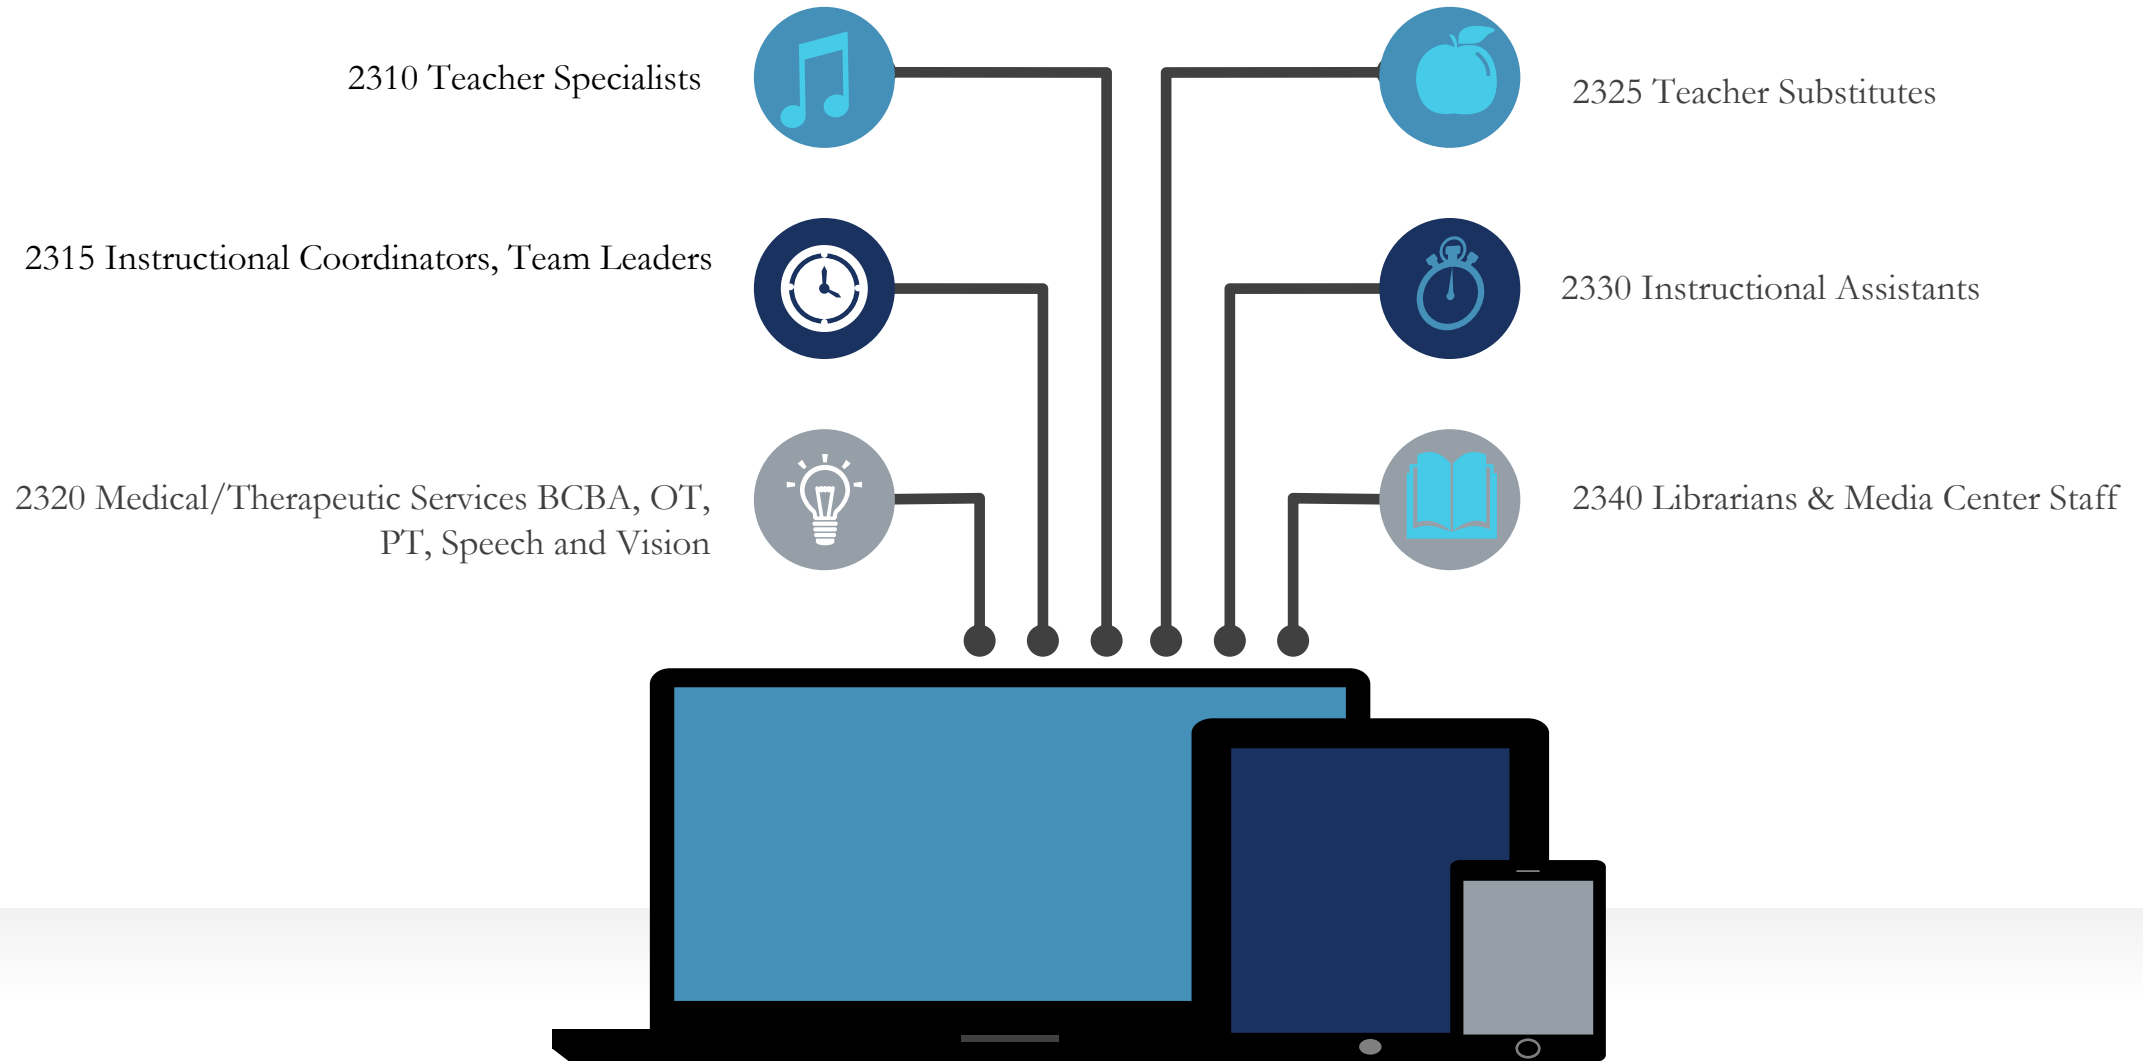 2310 Teacher Specialists
2315 Instructional Coordinators, Team Leaders
2320 Medical/Therapeutic Services BCBA, OT,
PT, Speech and Vision
2325 Teacher Substitutes
2330 Instructional Assistants
2340 Librarians & Media Center Staff